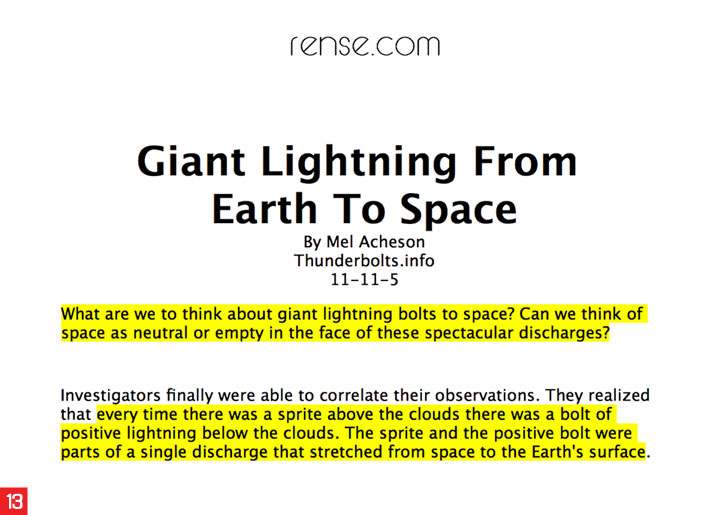 rense.com
Giant Lightning From
Earth To Space
By Mel Acheson
Thunderbolts.info
11-11-5
What are we to think about giant lightning bolts to space? Can we think of
space as neutral or empty in the face of these spectacular discharges?
Investigators finally were able to correlate their observations. They realized
that every time there was a sprite above the clouds there was a bolt of
positive lightning below the clouds. The sprite and the positive bolt were
parts of a single discharge that stretched from space to the Earth's surface.
13